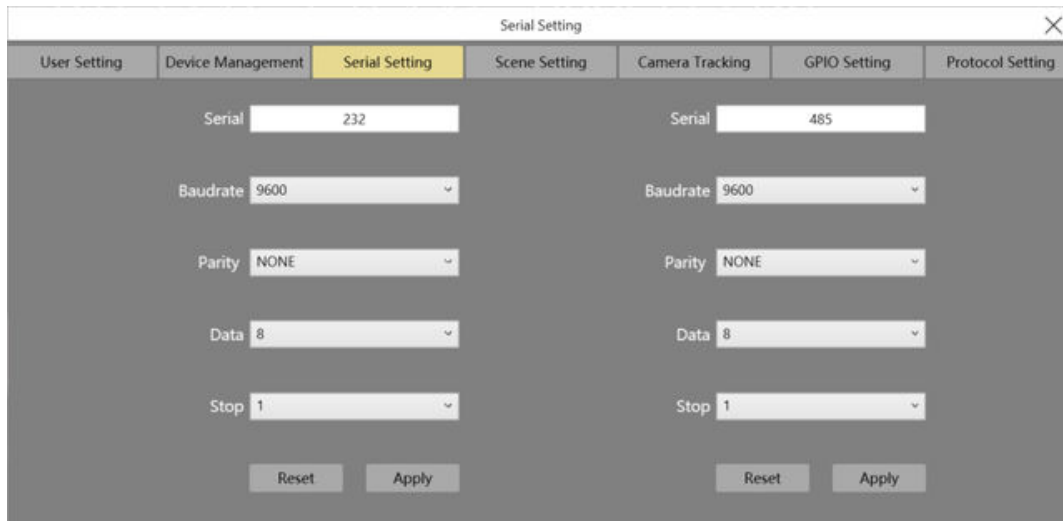 Serial Setting
User Setting Device Management Serial Setting Scene Setting Camera Tracking GPIO Setting Protocol Setting
Serial 232 Serial 485
Baudrate 9600 Baudrate 9600
Parity NONE Parity NONE
Data 8 Data 8
Stop 1 Stop 1
Reset Apply Reset Apply